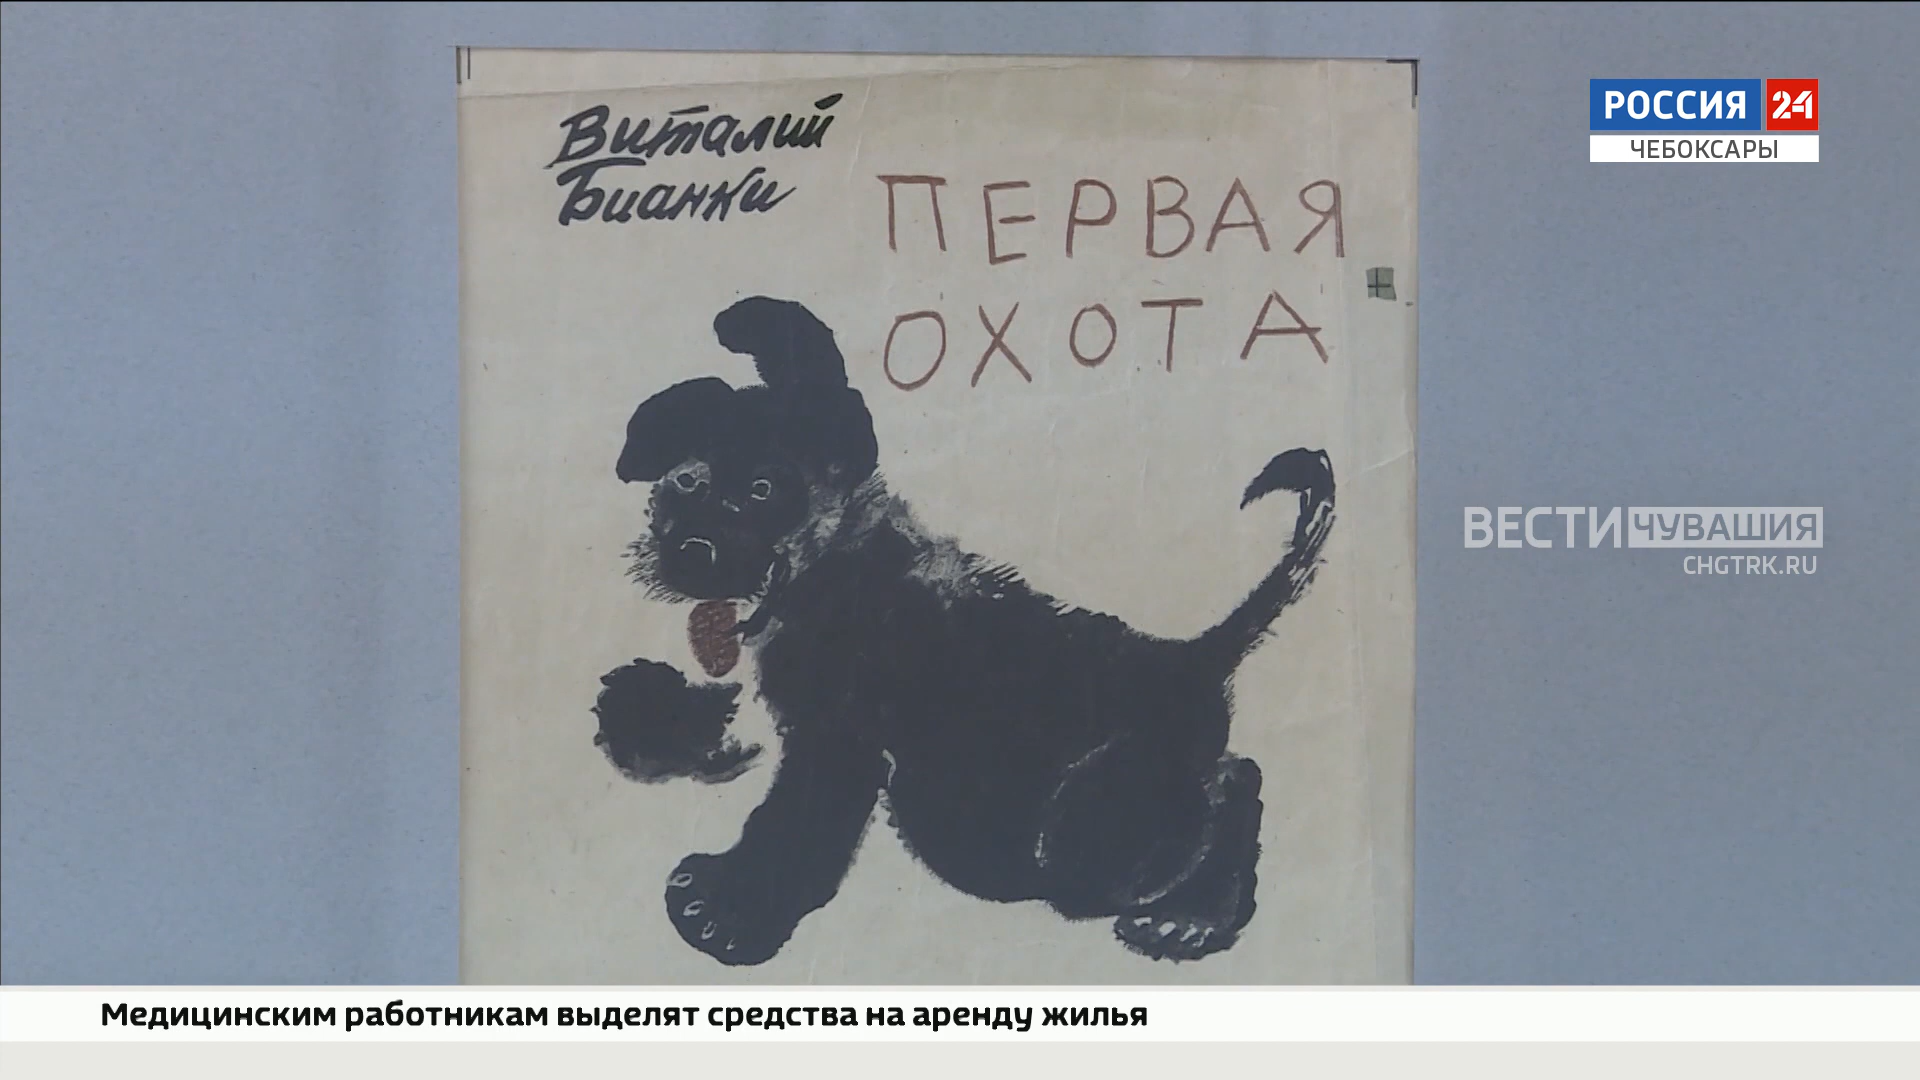 Виталий
Бианки
ПЕРВАЯ
ОХОТА
РОССИЯ 24
ЧЕБОКСАРЫ
ВЕСТИ ЧУВАШИЯ
CHGTRK.RU
Медицинским работникам выделят средства на аренду жилья